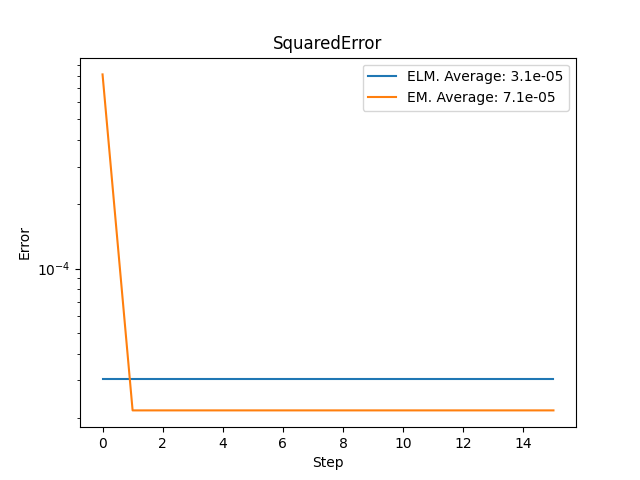 SquaredError
ELM. Average: 3.1e-05
EM. Average: 7.1e-05
Error
10⁻⁴
0 2 4 6 8 10 12 14
Step